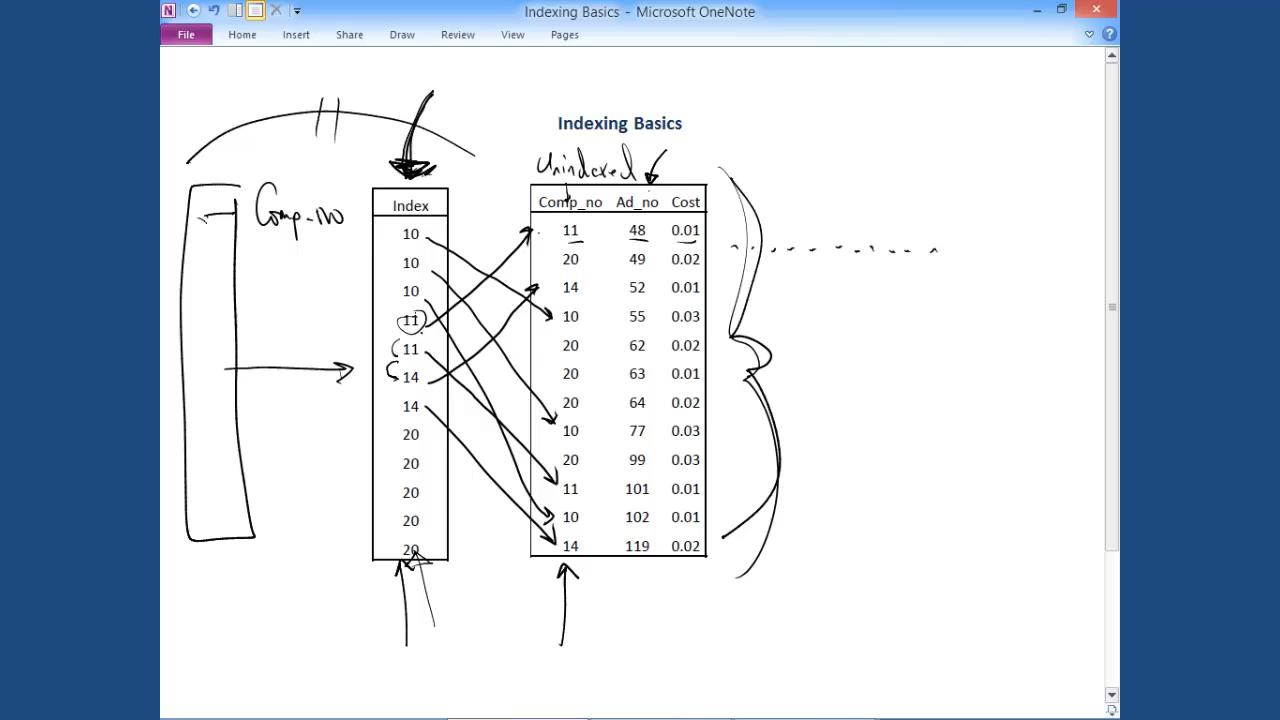 Indexing Basics - Microsoft OneNote
File Home Insert Share Draw Review View Pages
Indexing Basics
Unindexed
Comp_no
Index
10
10
10
11
11
14
14
20
20
20
20
20
Comp_no Ad_no Cost
11 48 0.01
20 49 0.02
14 52 0.01
10 55 0.03
20 62 0.02
20 63 0.01
20 64 0.02
10 77 0.03
20 99 0.03
11 101 0.01
10 102 0.01
14 119 0.02